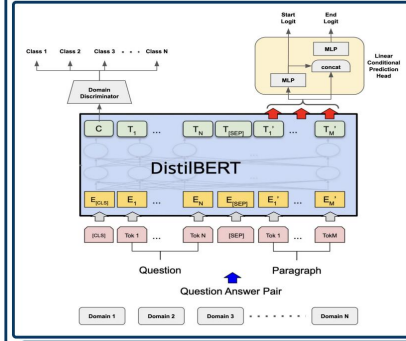 Start Logit
End Logit
Class 1 Class 2 Class 3 . . . . Class N
MLP
concat
MLP
Linear Conditional Prediction Head
Domain Discriminator
C T1 ... TN T[SEP] T1' ... TM'
DistilBERT
E[CLS] E1 ... EN E[SEP] E1' ... EM'
[CLS] Tok 1 ... Tok N [SEP] Tok 1 ... TokM
Question
Paragraph
Question Answer Pair
Domain 1 Domain 2 Domain 3 . . . . . . . . Domain N